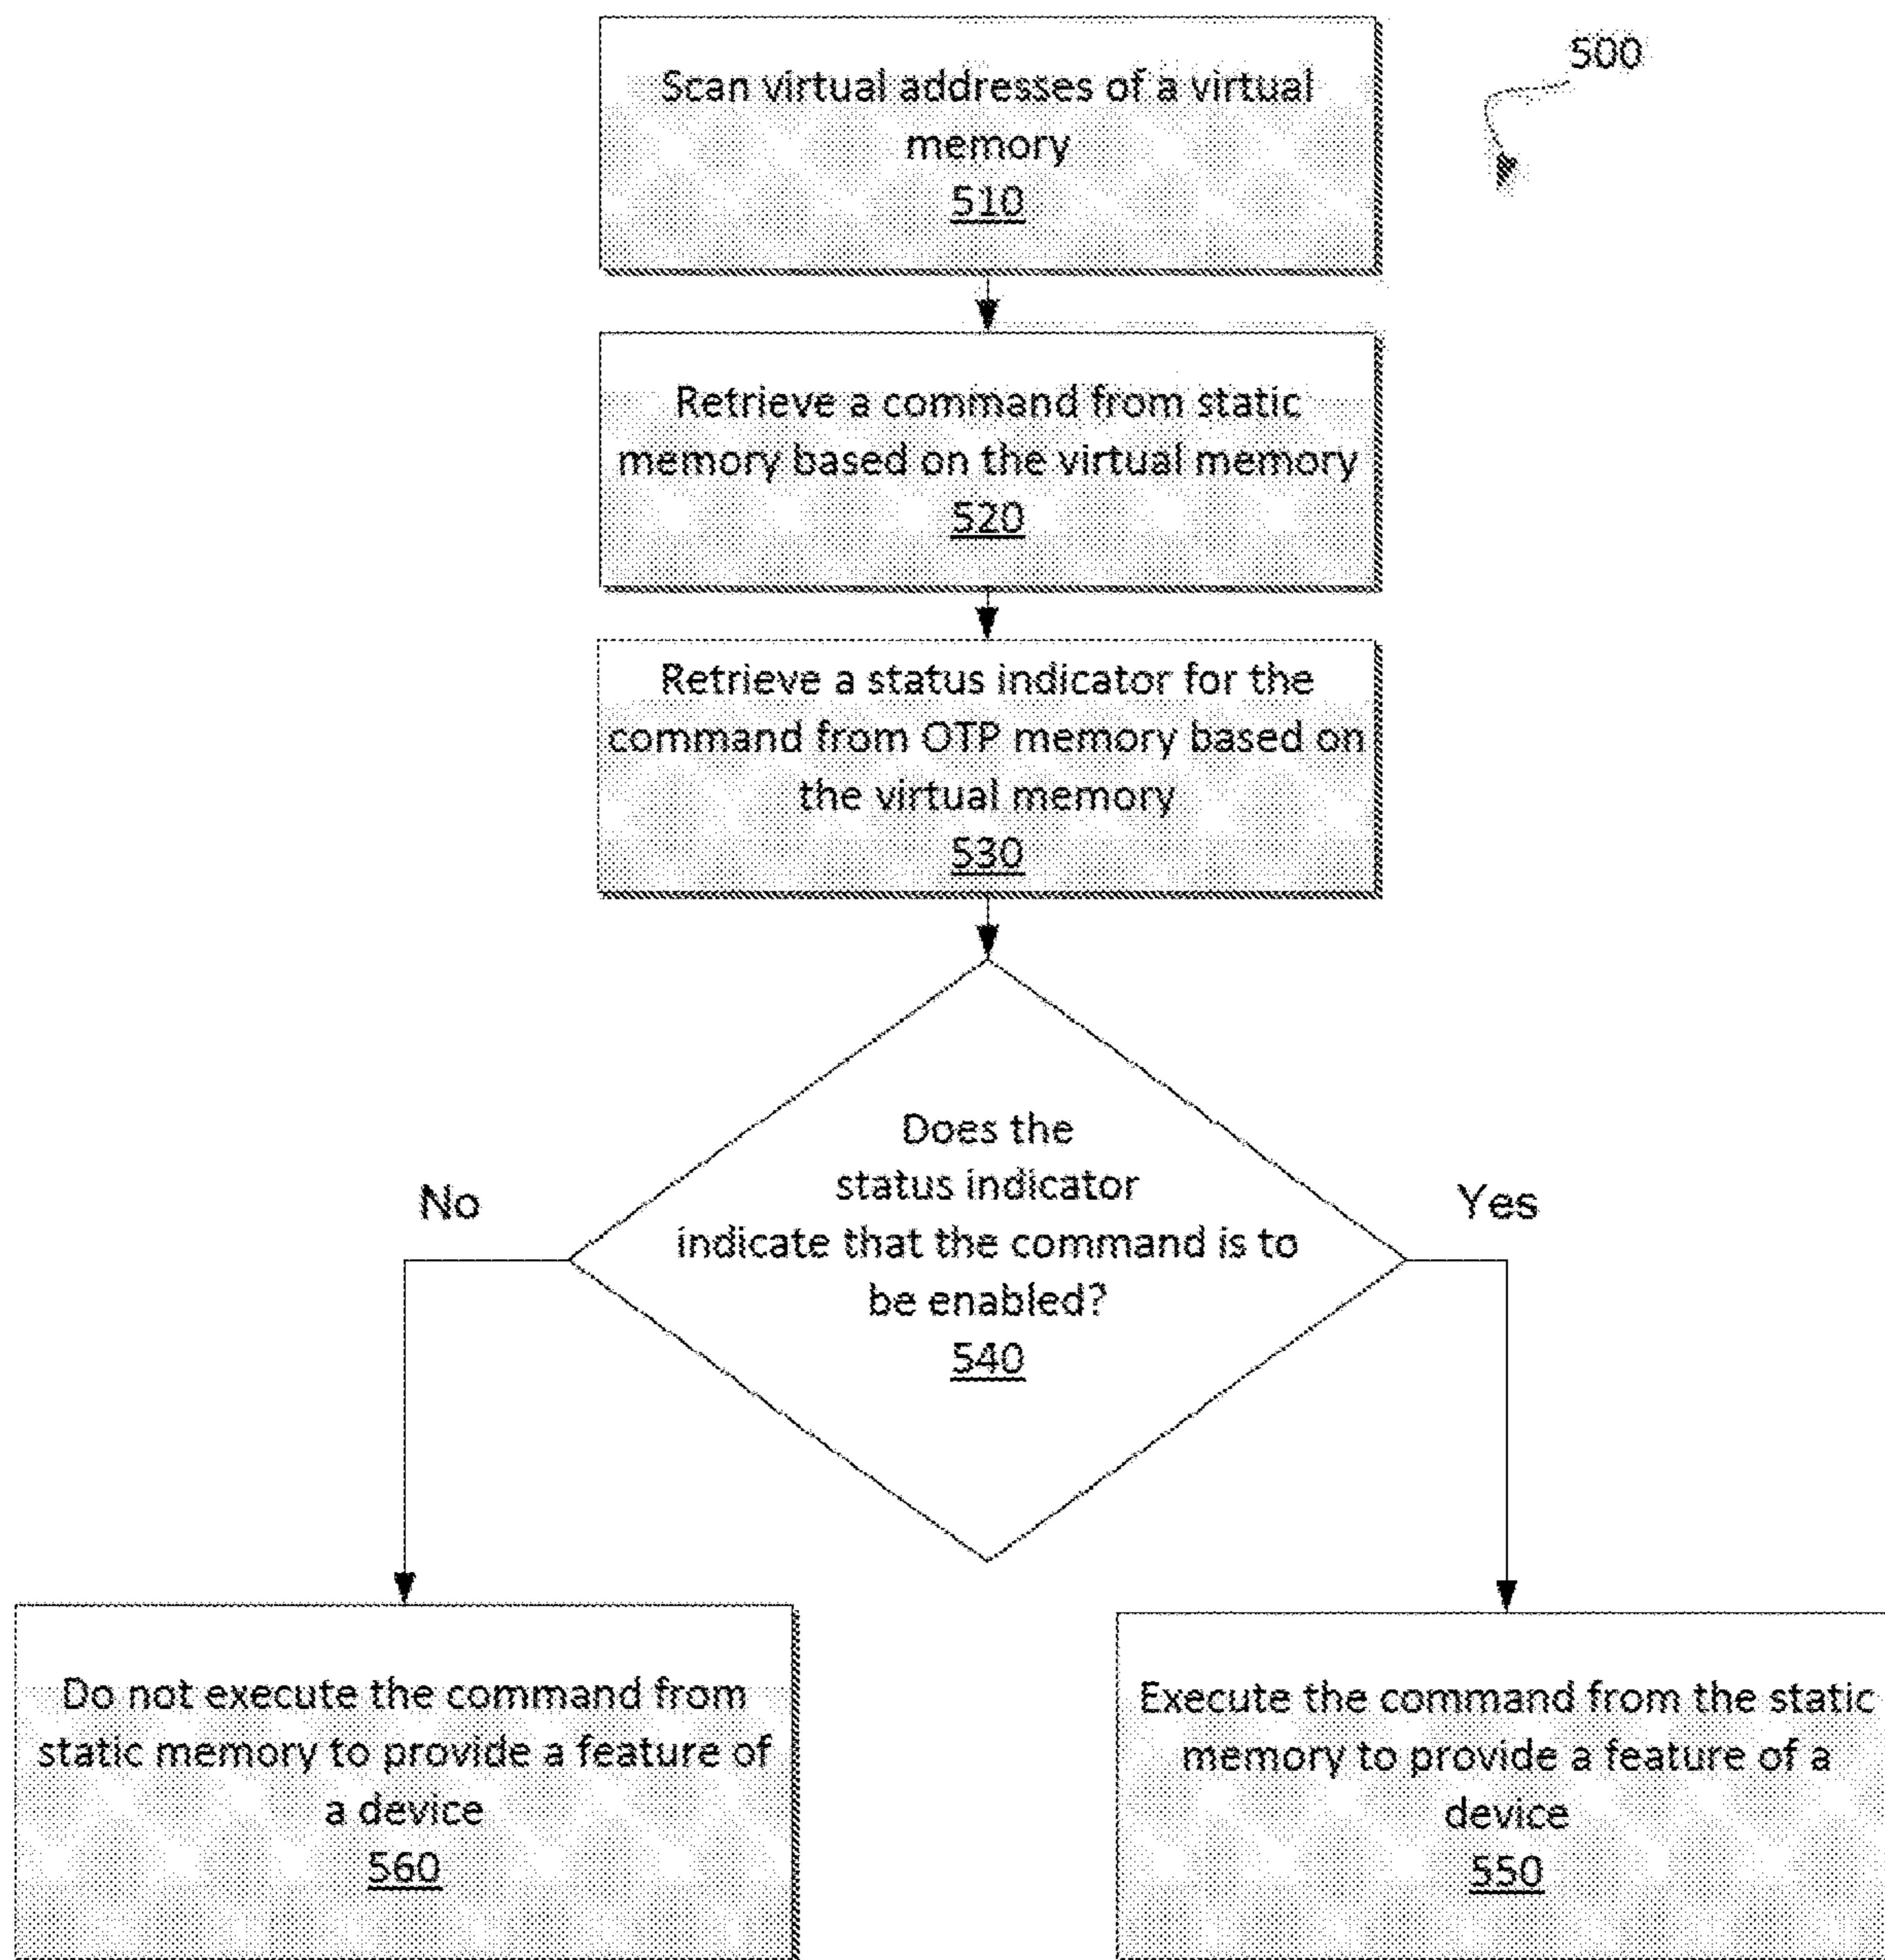 500
Scan virtual addresses of a virtual
memory
510
Retrieve a command from static
memory based on the virtual memory
520
Retrieve a status indicator for the
command from OTP memory based on
the virtual memory
530
Does the
status indicator
indicate that the command is to
be enabled?
540
No
Yes
Do not execute the command from
static memory to provide a feature of
a device
560
Execute the command from the static
memory to provide a feature of a
device
550